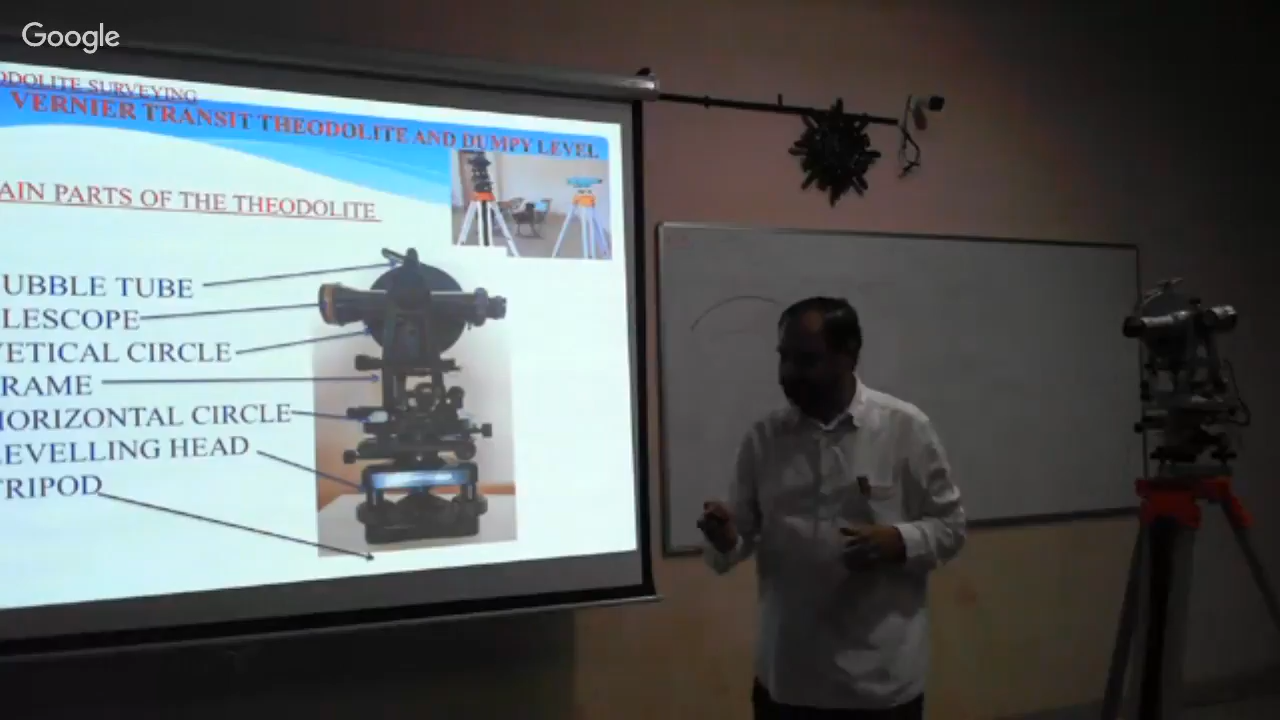 Google
ODOLITE SURVEYING
VERNIER TRANSIT THEODOLITE AND DUMPY LEVEL
AIN PARTS OF THE THEODOLITE
UBBLE TUBE
LESCOPE
VETICAL CIRCLE
RAME
HORIZONTAL CIRCLE
LEVELLING HEAD
TRIPOD